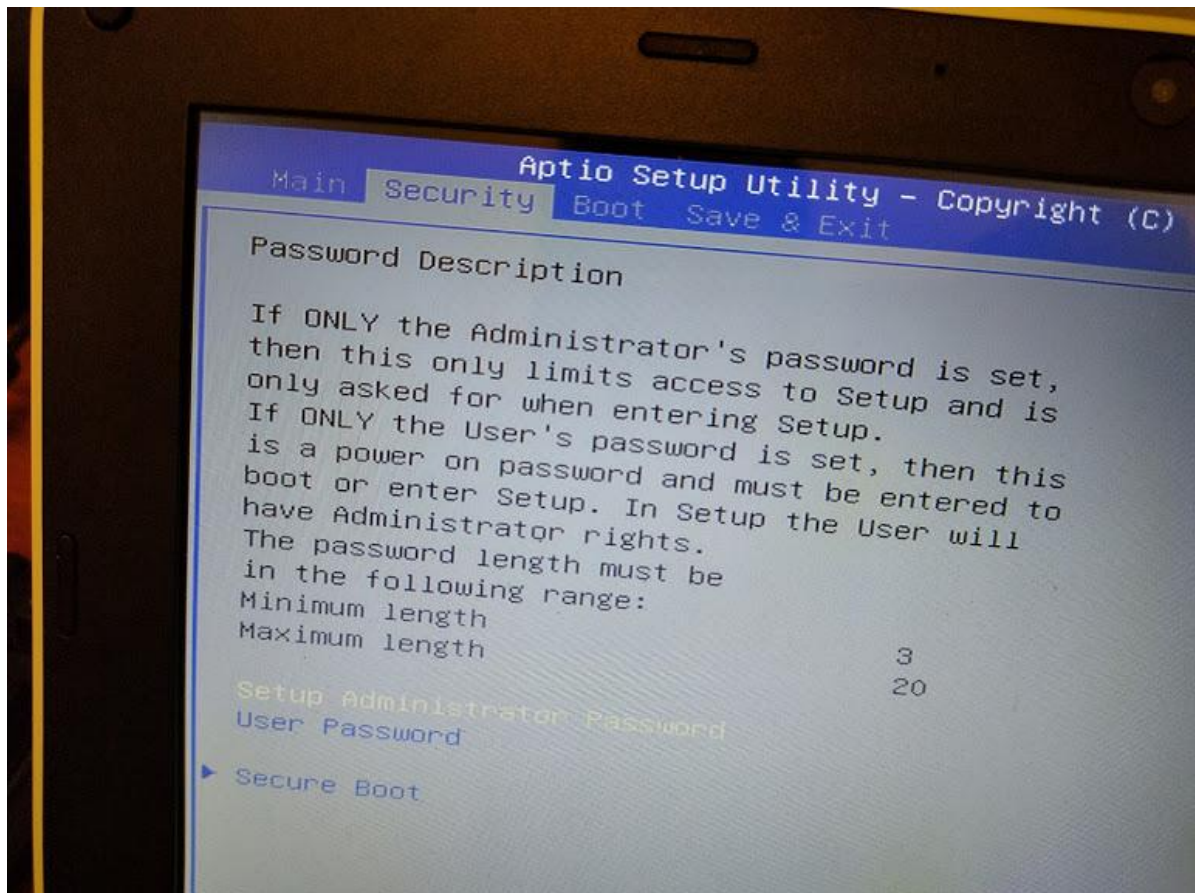 Aptio Setup Utility – Copyright (C)
Main Security Boot Save & Exit
Password Description
If ONLY the Administrator's password is set,
then this only limits access to Setup and is
only asked for when entering Setup.
If ONLY the User's password is set, then this
is a power on password and must be entered to
boot or enter Setup. In Setup the User will
have Administrator rights.
The password length must be
in the following range:
Minimum length 3
Maximum length 20
Setup Administrator Password
User Password
Secure Boot